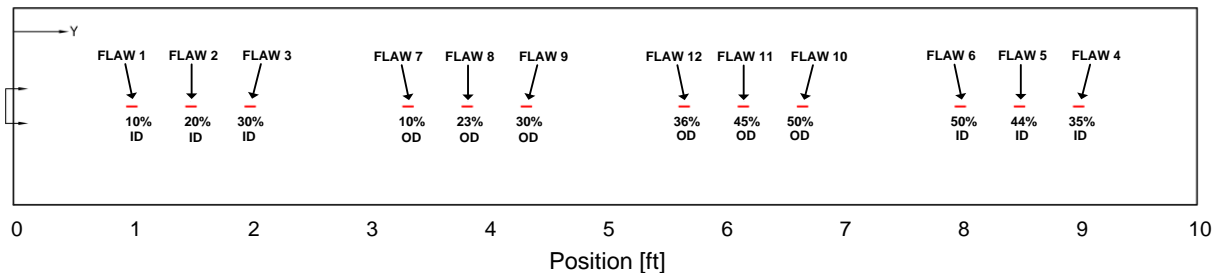 Y
FLAW 1 FLAW 2 FLAW 3 FLAW 7 FLAW 8 FLAW 9 FLAW 12 FLAW 11 FLAW 10 FLAW 6 FLAW 5 FLAW 4
10% 20% 30% 10% 23% 30% 36% 45% 50% 50% 44% 35%
ID ID ID OD OD OD OD OD OD ID ID ID
0 1 2 3 4 5 6 7 8 9 10
Position [ft]